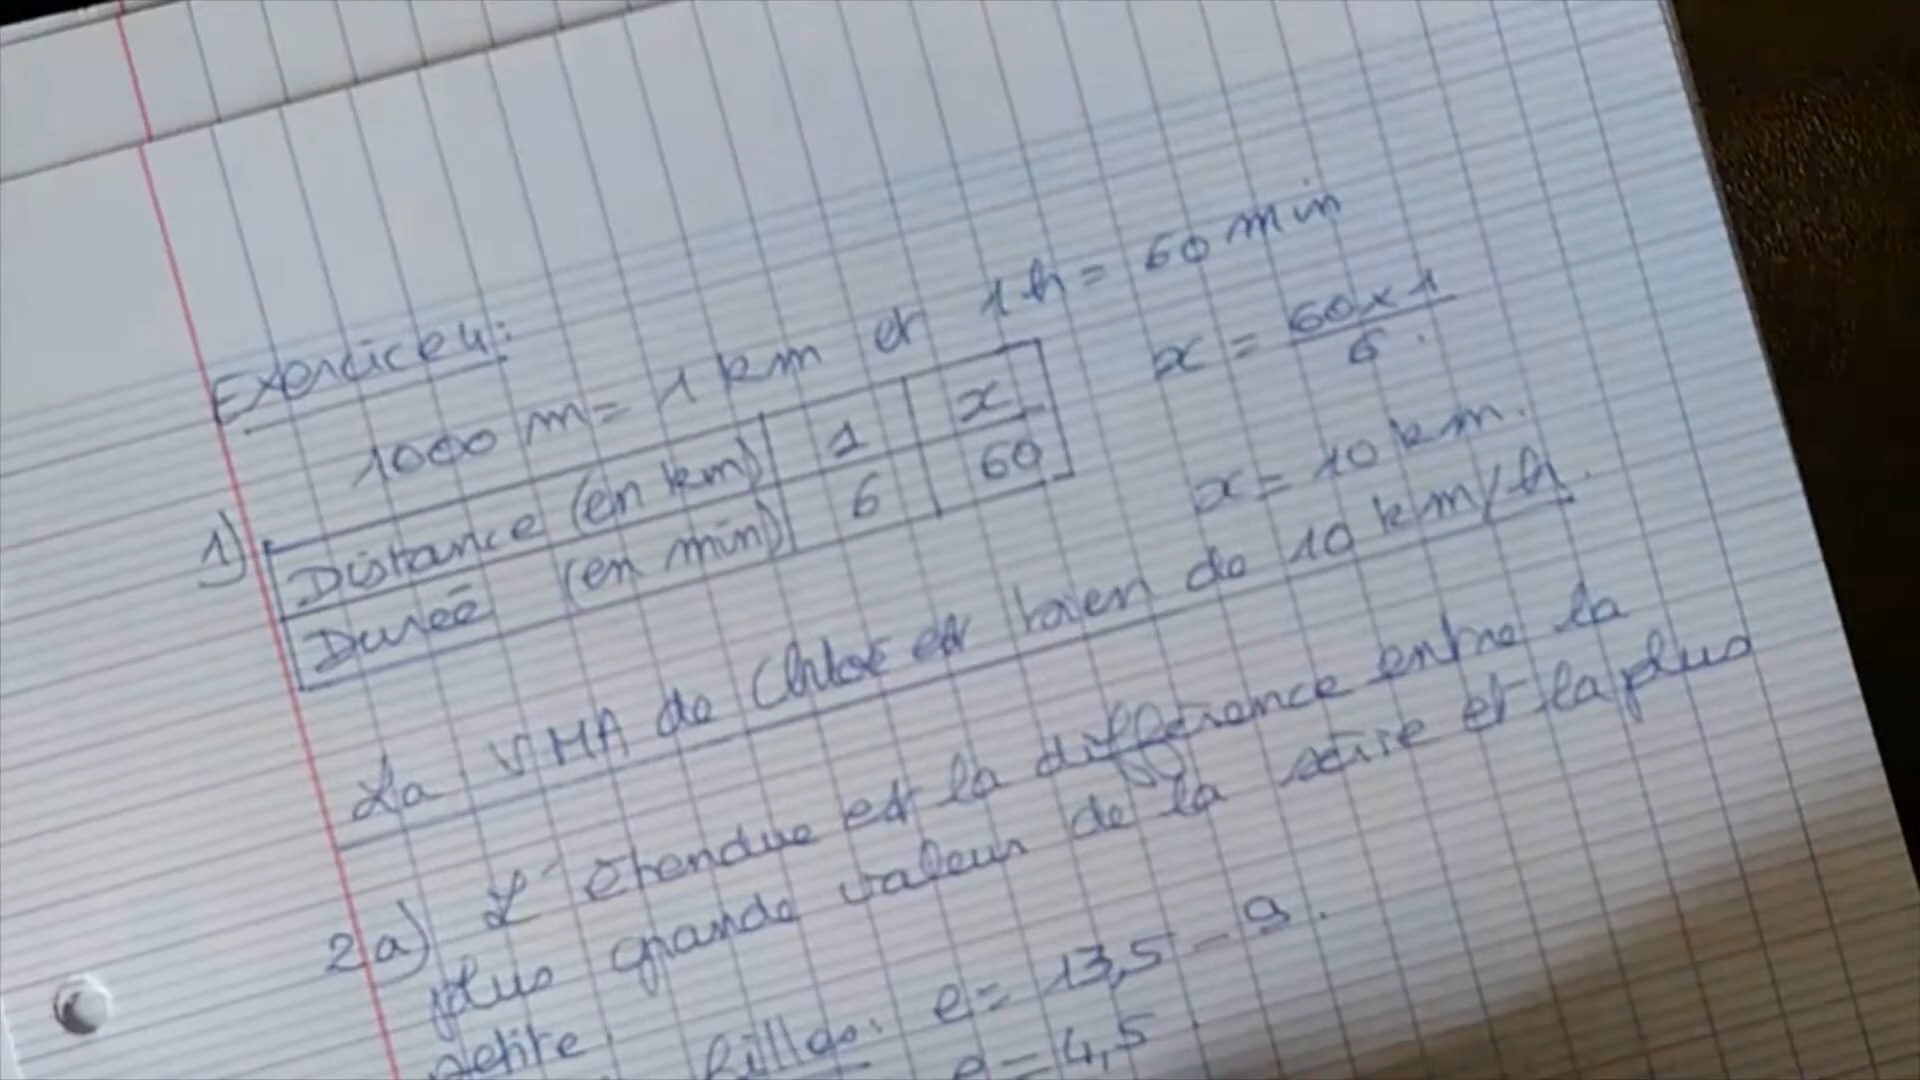 Exercice 4:
1000 m = 1 km et 1 h = 60 min
1) Distance (en km) 1 x
Durée (en min) 6 60
x = 60 x 1 / 6
x = 10 km.
La VMA de Chloé est bien de 10 km/h.
2a) L'étendue est la différence entre la
plus grande valeur de la série et la plus
petite.
filles: e = 13,5 - 9.
e = 4,5